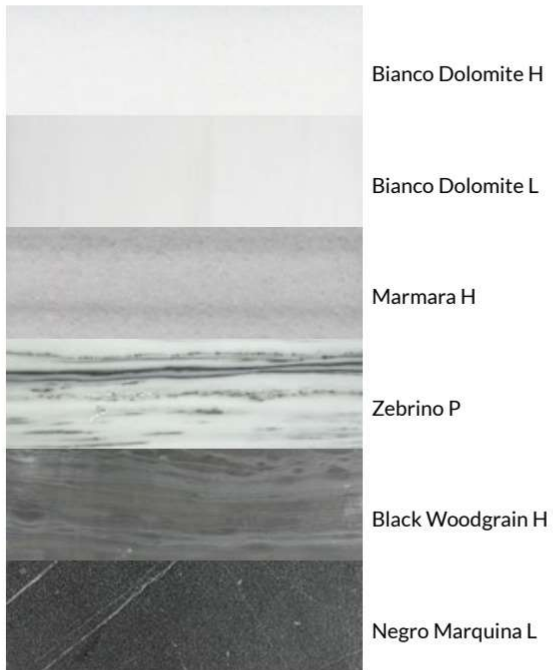 Bianco Dolomite H
Bianco Dolomite L
Marmara H
Zebrino P
Black Woodgrain H
Negro Marquina L